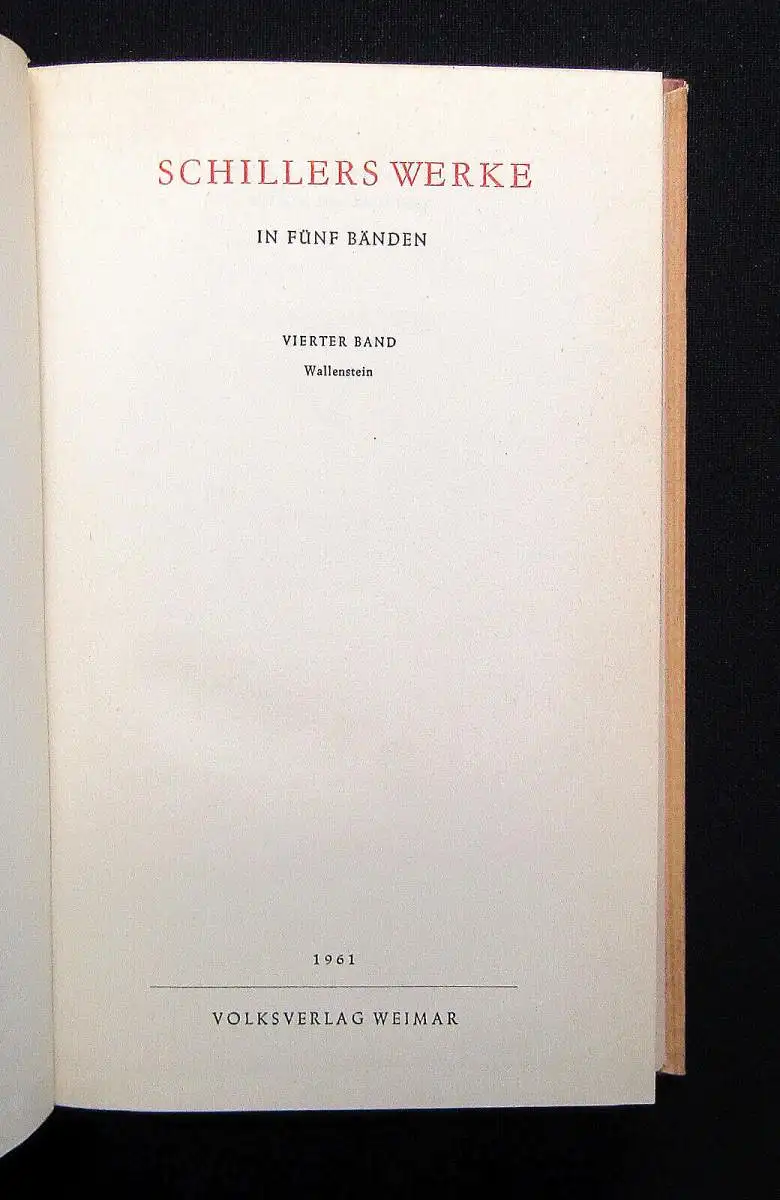 SCHILLERS WERKE
IN FÜNF BÄNDEN
VIERTER BAND
Wallenstein
1961
VOLKSVERLAG WEIMAR